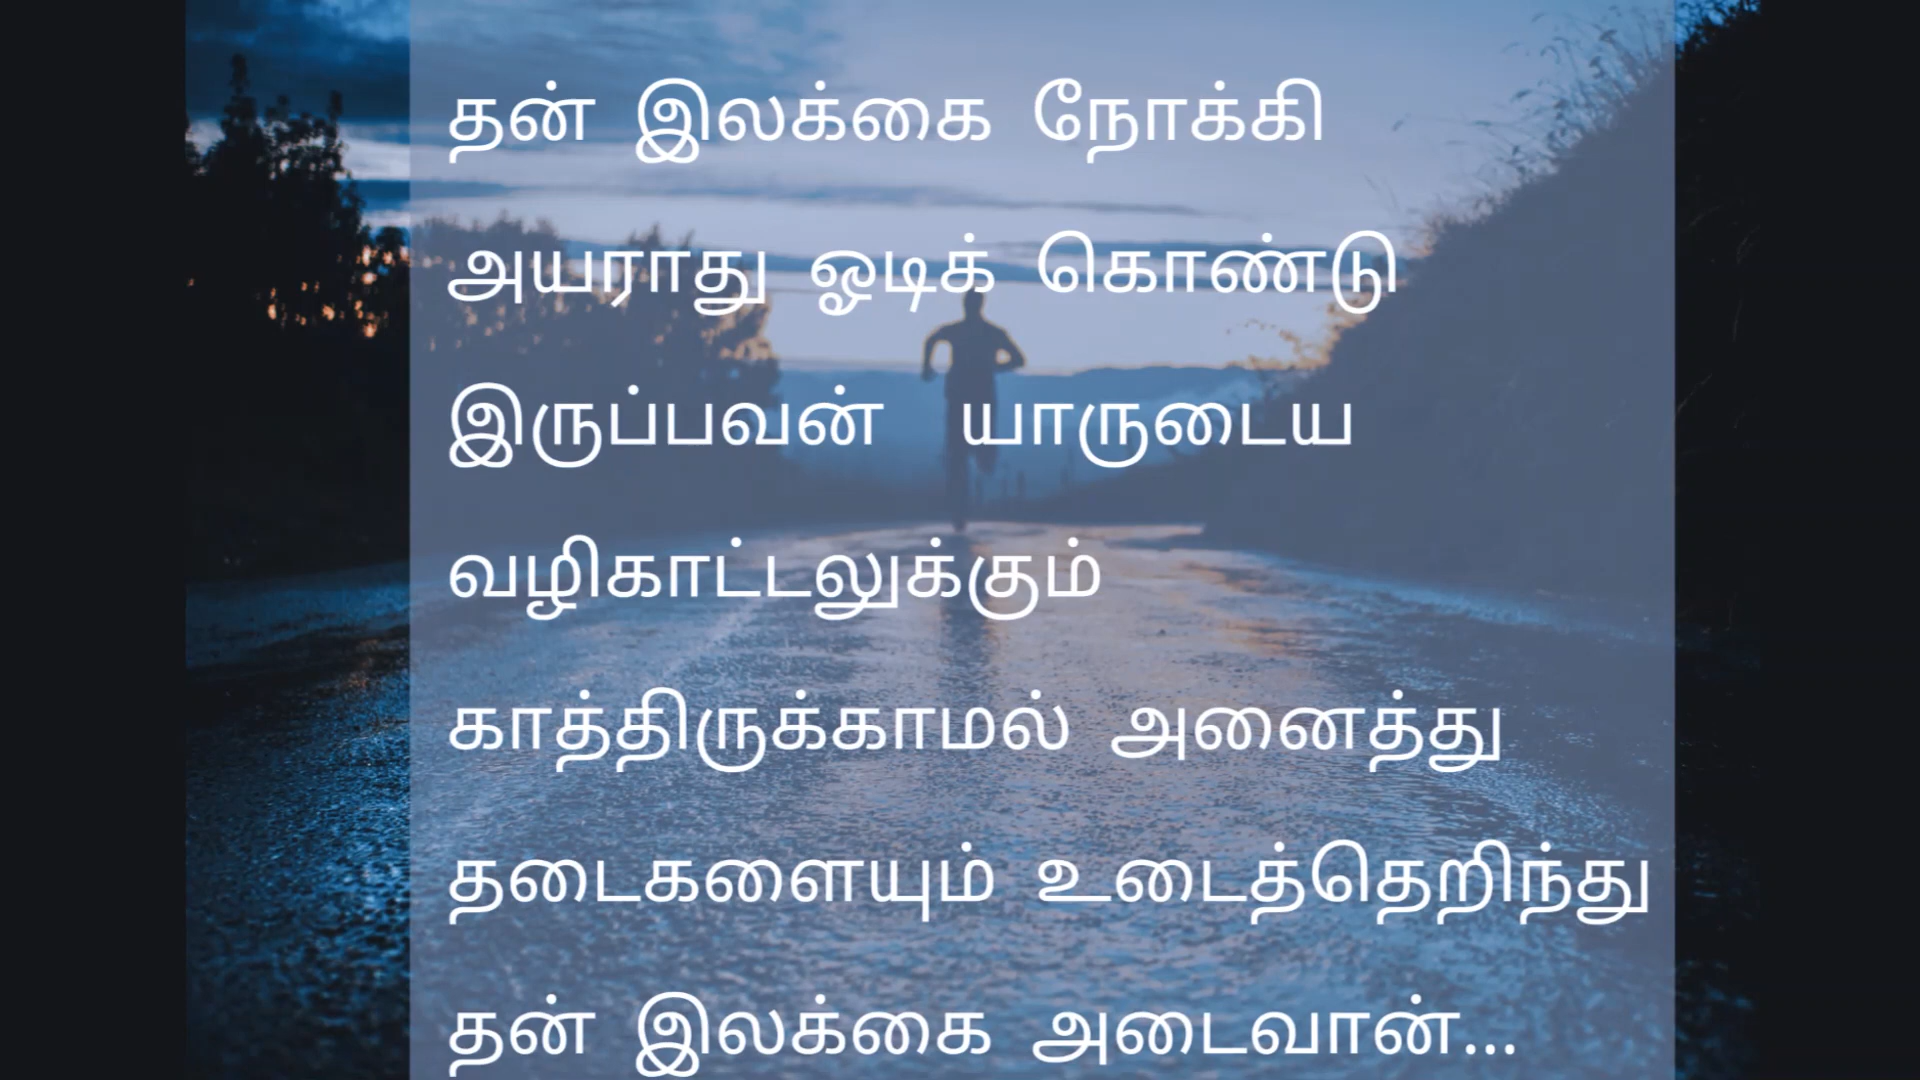 தன் இலக்கை நோக்கி
அயராது ஓடிக் கொண்டு
இருப்பவன் யாருடைய
வழிகாட்டலுக்கும்
காத்திருக்காமல் அனைத்து
தடைகளையும் உடைத்தெறிந்து
தன் இலக்கை அடைவான்...